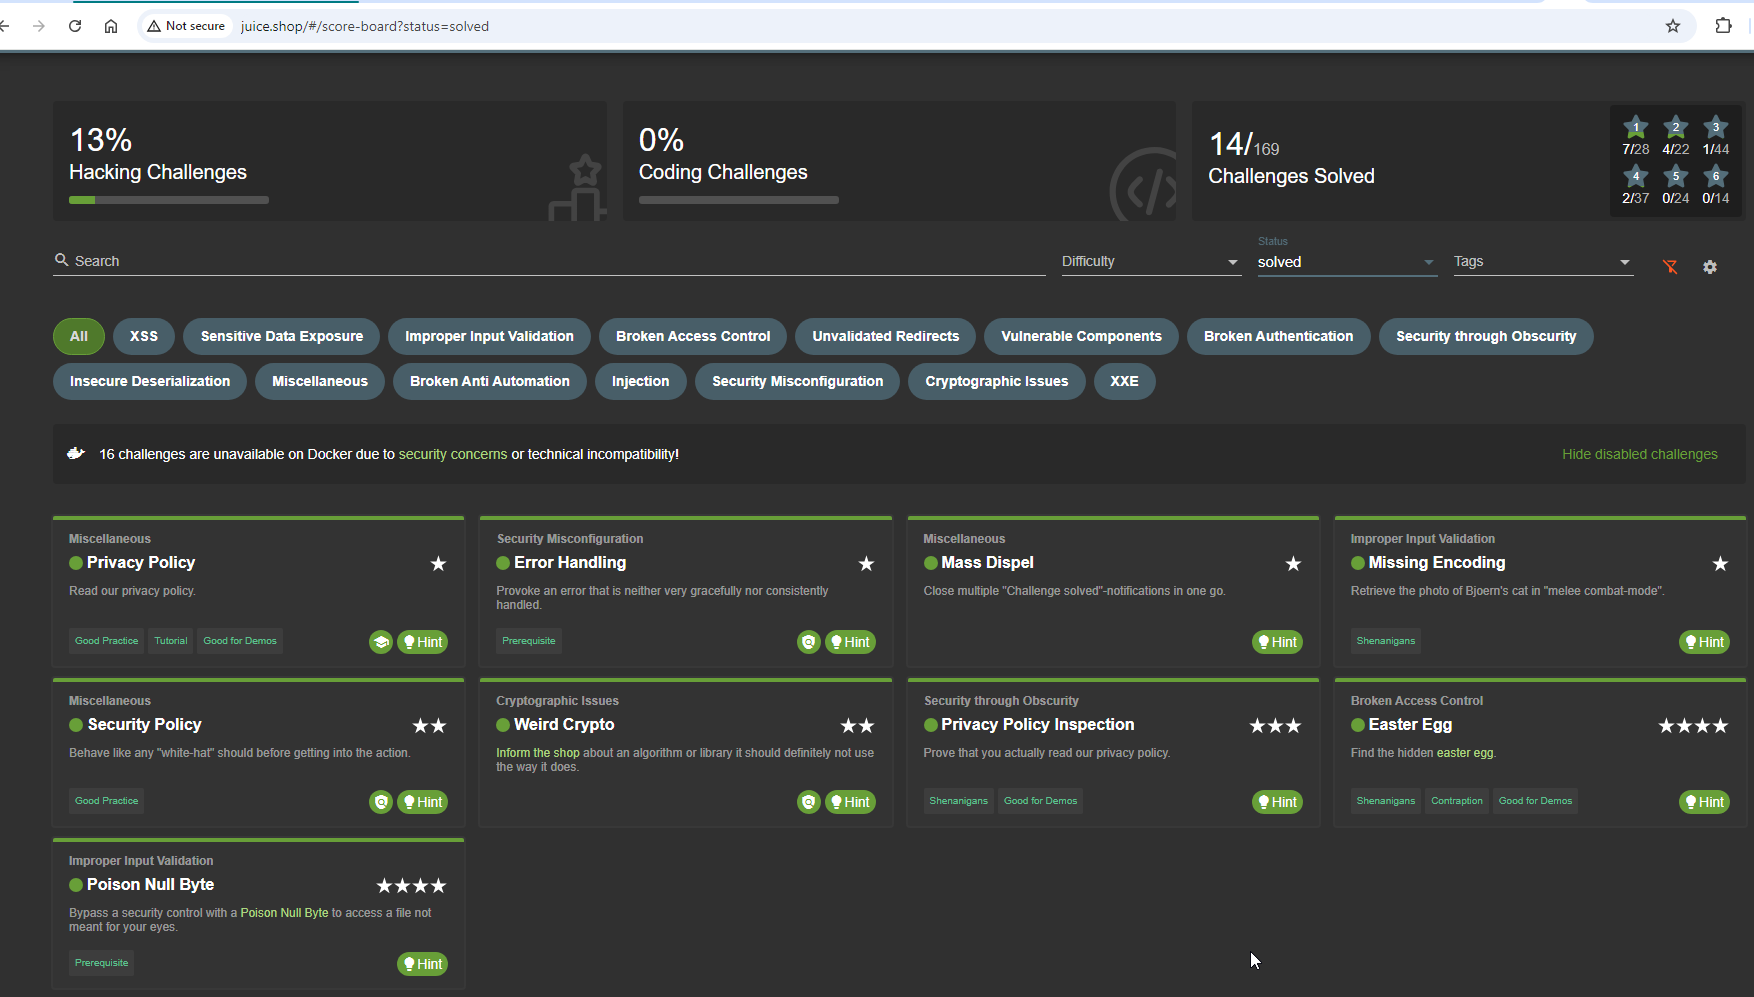 Not secure juice.shop/#/score-board?status=solved
13%
Hacking Challenges
0%
Coding Challenges
14/169
Challenges Solved
1 2 3
7/28 4/22 1/44
4 5 6
2/37 0/24 0/14
Search
Difficulty
Status
solved
Tags
All XSS Sensitive Data Exposure Improper Input Validation Broken Access Control Unvalidated Redirects Vulnerable Components Broken Authentication Security through Obscurity
Insecure Deserialization Miscellaneous Broken Anti Automation Injection Security Misconfiguration Cryptographic Issues XXE
16 challenges are unavailable on Docker due to security concerns or technical incompatibility! Hide disabled challenges
Miscellaneous
Privacy Policy
Read our privacy policy.
Good Practice Tutorial Good for Demos Hint
Security Misconfiguration
Error Handling
Provoke an error that is neither very gracefully nor consistently
handled.
Prerequisite Hint
Miscellaneous
Mass Dispel
Close multiple "Challenge solved"-notifications in one go.
Hint
Improper Input Validation
Missing Encoding
Retrieve the photo of Bjoern's cat in "melee combat-mode".
Shenanigans Hint
Miscellaneous
Security Policy
Behave like any "white-hat" should before getting into the action.
Good Practice Hint
Cryptographic Issues
Weird Crypto
Inform the shop about an algorithm or library it should definitely not use
the way it does.
Hint
Security through Obscurity
Privacy Policy Inspection
Prove that you actually read our privacy policy.
Shenanigans Good for Demos Hint
Broken Access Control
Easter Egg
Find the hidden easter egg.
Shenanigans Contraption Good for Demos Hint
Improper Input Validation
Poison Null Byte
Bypass a security control with a Poison Null Byte to access a file not
meant for your eyes.
Prerequisite Hint